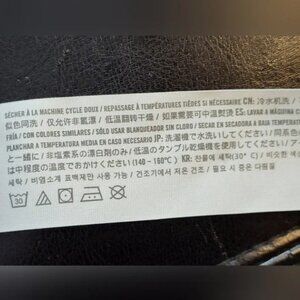 SÉCHER À LA MACHINE CYCLE DOUX / REPASSAGE À TEMPÉRATURES TIÈDES SI NÉCESSAIRE CN: 冷水机洗 /
似色同洗 / 仅允许非氯漂 / 低温翻转干燥 / 如果需要可中温熨烫 ES: LAVAR A MÁQUINA C
FRÍA / CON COLORES SIMILARES / SÓLO USAR BLANQUEADOR SIN CLORO / SECAR EN SECADORA A BAJA TEMPERAT
PLANCHAR A TEMPERATURA MEDIA EN CASO NECESARIO JP: 洗濯機で水洗いしてください / 同系色
と一緒に / 非塩素系の漂白剤のみ / 低温のタンブル乾燥機を使用してください / アー
は中程度の温度でおかけください (140-160℃) KR: 찬물에 세탁(30° C) / 비슷한 색
세탁 / 비염소계 표백제만 사용 가능 / 건조기에서 저온 건조 / 필요 시 중간 다림질
30